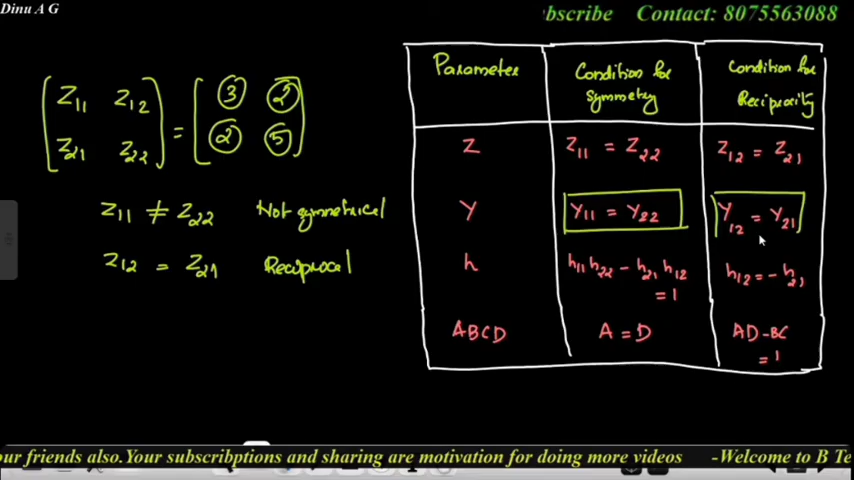 Dinu A G
ubscribe Contact: 8075563088
Z11 Z12
Z21 Z22
=
3 2
2 5
Z11 ≠ Z22 Not symmetrical
Z12 = Z21 Reciprocal
Parameter
Condition for
Symmetry
Condition for
Reciprocity
Z
Z11 = Z22
Z12 = Z21
Y
Y11 = Y22
Y12 = Y21
h
h11 h22 - h21 h12
= 1
h12 = - h21
ABCD
A = D
AD - BC
= 1
our friends also.Your subscribptions and sharing are motivation for doing more videos -Welcome to B Te